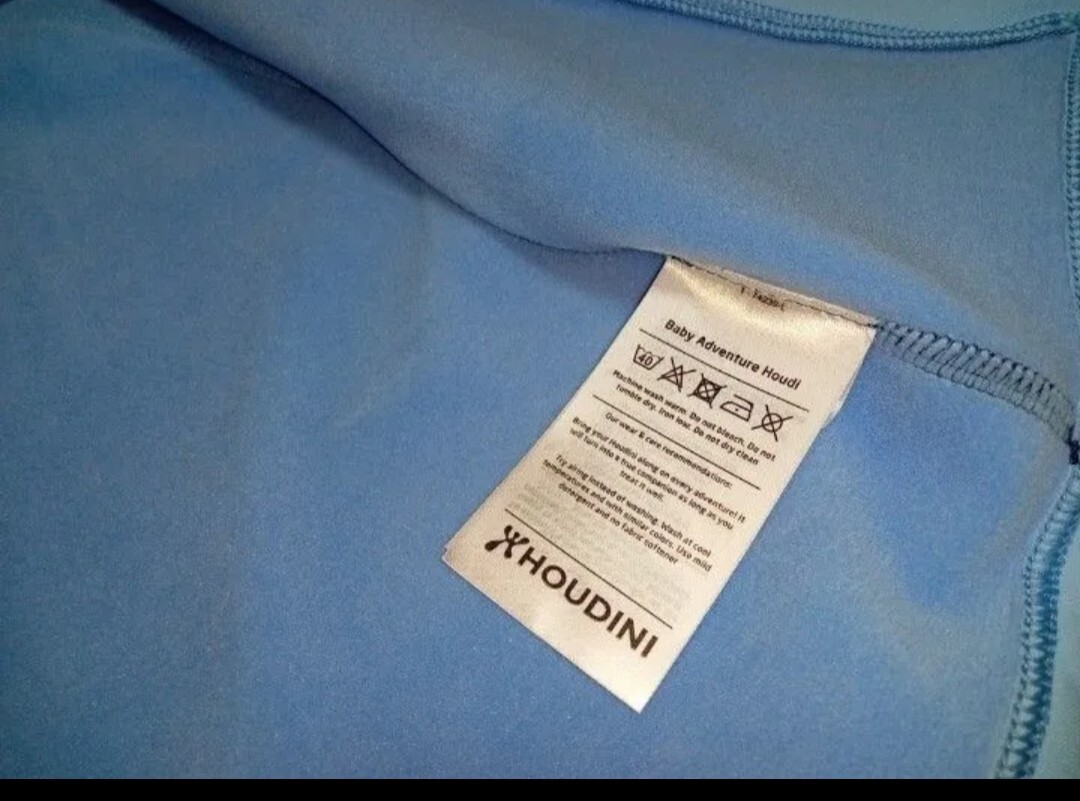 Baby Adventure Houdi
40
Machine wash warm. Do not bleach. Do not
tumble dry. Iron low. Do not dry clean
Our wear & care recommendations:
Bring your Houdini along on every adventure! It
will turn into a true companion as long as you
treat it well.
Try airing instead of washing. Wash at cool
temperatures and with similar colors. Use mild
detergent and no fabric softener
HOUDINI